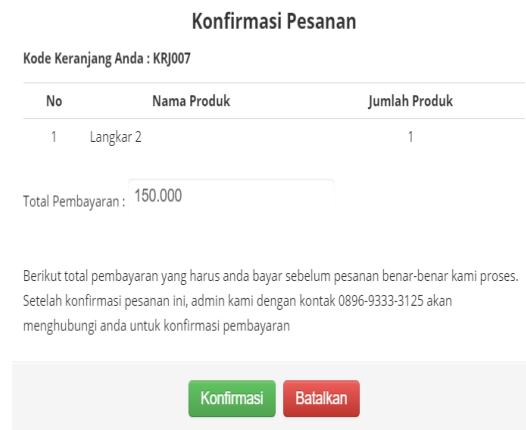 Konfirmasi Pesanan
Kode Keranjang Anda : KRJ007
No Nama Produk Jumlah Produk
1 Langkar 2 1
Total Pembayaran : 150.000
Berikut total pembayaran yang harus anda bayar sebelum pesanan benar-benar kami proses.
Setelah konfirmasi pesanan ini, admin kami dengan kontak 0896-9333-3125 akan
menghubungi anda untuk konfirmasi pembayaran
Konfirmasi Batalkan